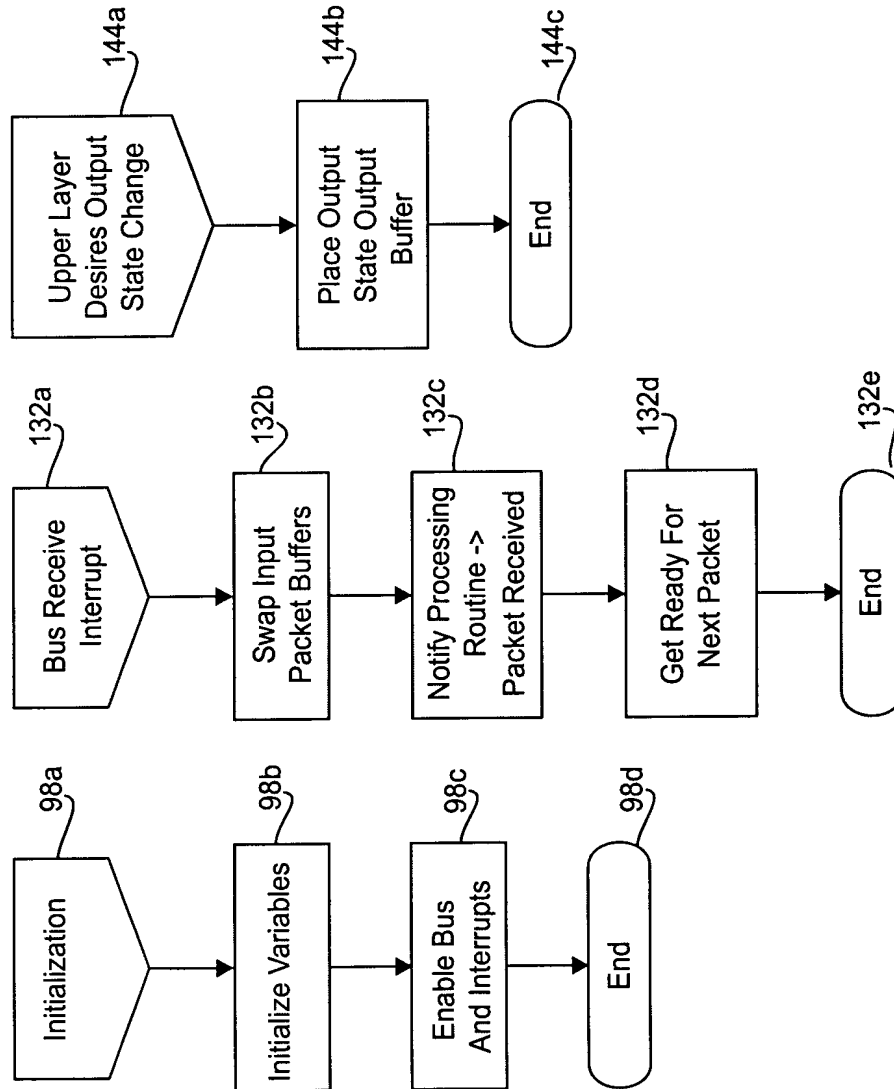 98a
Initialization
98b
Initialize Variables
98c
Enable Bus
And Interrupts
98d
End
132a
Bus Receive
Interrupt
132b
Swap Input
Packet Buffers
132c
Notify Processing
Routine ->
Packet Received
132d
Get Ready For
Next Packet
132e
End
144a
Upper Layer
Desires Output
State Change
144b
Place Output
State Output
Buffer
144c
End